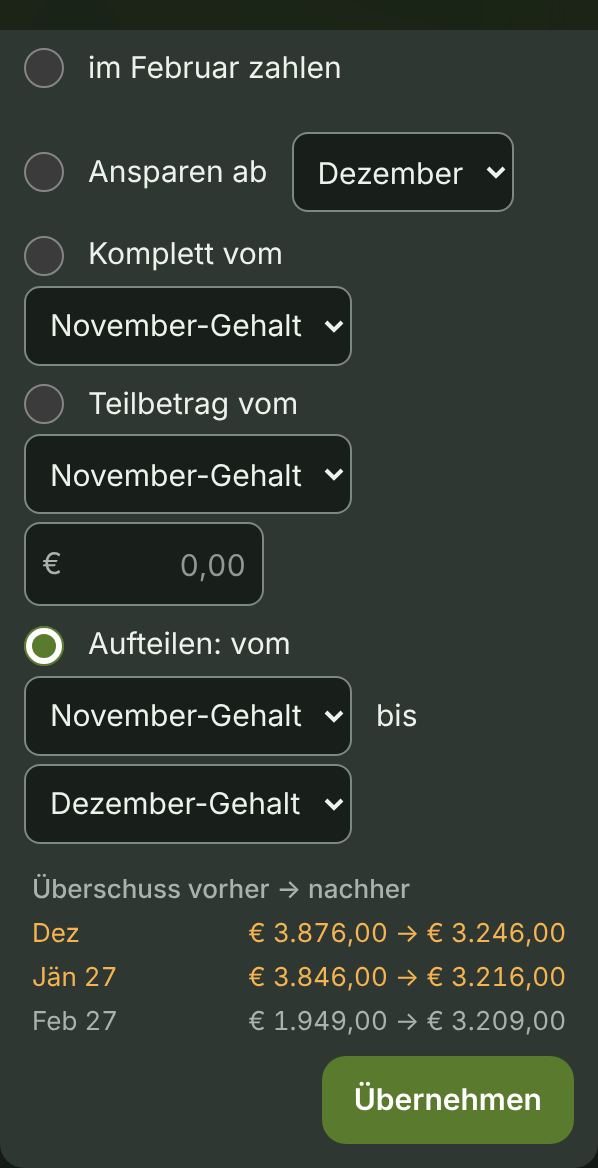 im Februar zahlen
Ansparen ab Dezember
Komplett vom
November-Gehalt
Teilbetrag vom
November-Gehalt
€ 0,00
Aufteilen: vom
November-Gehalt bis
Dezember-Gehalt
Überschuss vorher → nachher
Dez € 3.876,00 → € 3.246,00
Jän 27 € 3.846,00 → € 3.216,00
Feb 27 € 1.949,00 → € 3.209,00
Übernehmen